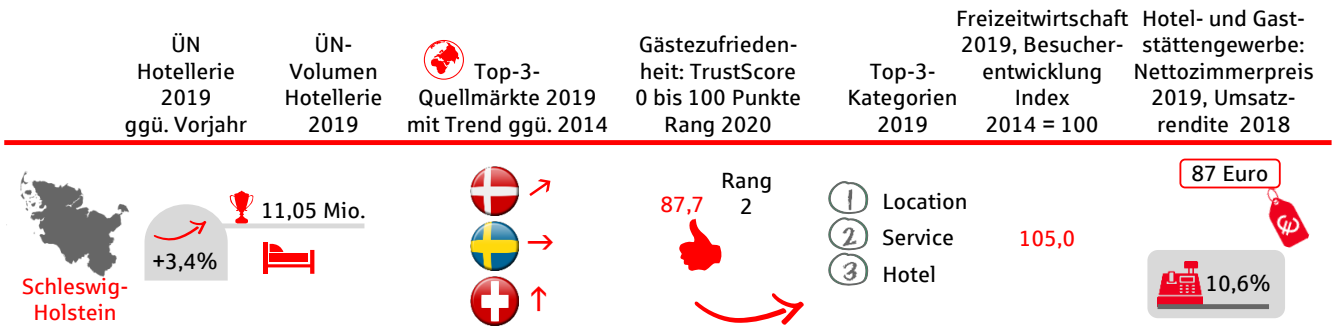 ÜN
Hotellerie
2019
ggü. Vorjahr
ÜN-
Volumen
Hotellerie
2019
Top-3-
Quellmärkte 2019
mit Trend ggü. 2014
Gästezufrieden-
heit: TrustScore
0 bis 100 Punkte
Rang 2020
Top-3-
Kategorien
2019
Freizeitwirtschaft
2019, Besucher-
entwicklung
Index
2014 = 100
Hotel- und Gast-
stättengewerbe:
Nettozimmerpreis
2019, Umsatz-
rendite 2018
Schleswig-
Holstein
+3,4%
11,05 Mio.
87,7
Rang
2
1 Location
2 Service
3 Hotel
105,0
87 Euro
10,6%